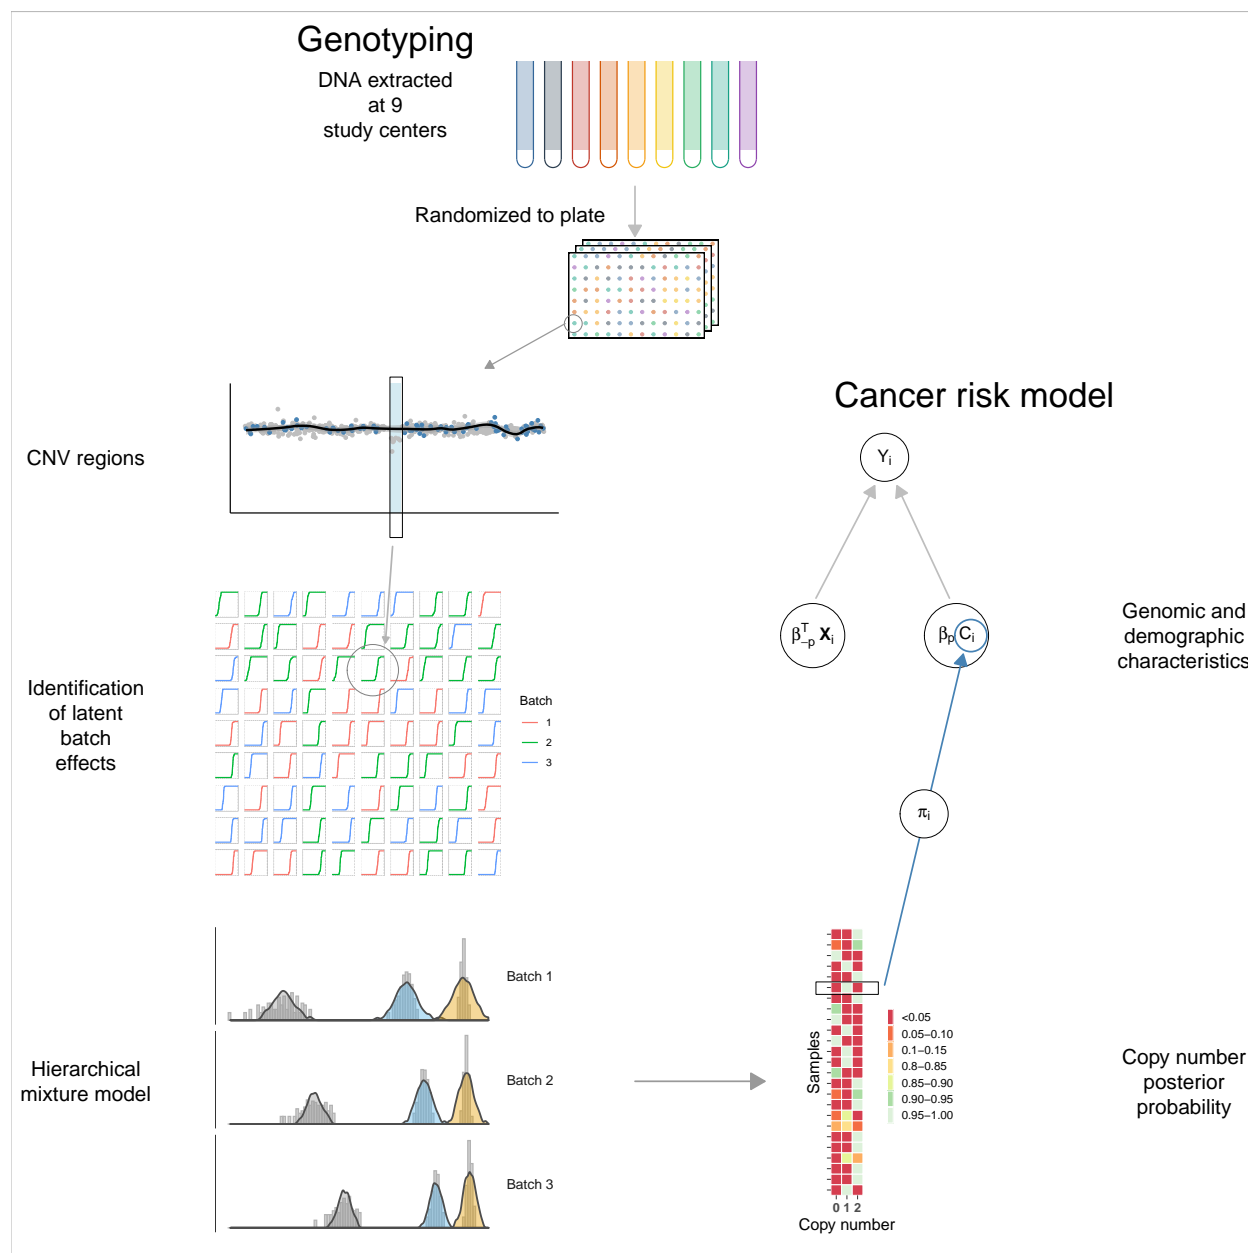 Genotyping
DNA extracted
at 9
study centers
Randomized to plate
CNV regions
Identification
of latent
batch
effects
Batch
1
2
3
Hierarchical
mixture model
Batch 1
Batch 2
Batch 3
Cancer risk model
Yi
β−pT Xi
βp Ci
Genomic and
demographic
characteristics
πi
Samples
<0.05
0.05−0.10
0.1−0.15
0.8−0.85
0.85−0.90
0.90−0.95
0.95−1.00
0 1 2
Copy number
Copy number
posterior
probability